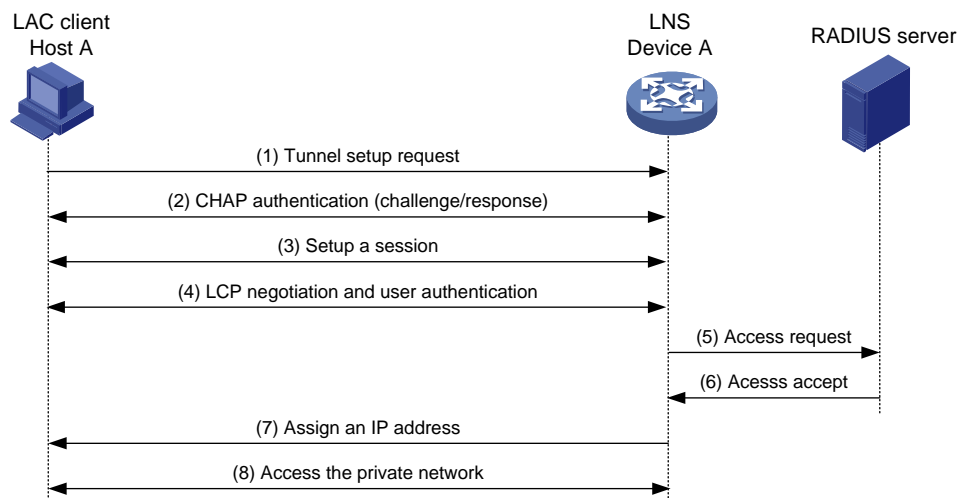 LAC client
Host A
LNS
Device A
RADIUS server
(1) Tunnel setup request
(2) CHAP authentication (challenge/response)
(3) Setup a session
(4) LCP negotiation and user authentication
(5) Access request
(6) Acesss accept
(7) Assign an IP address
(8) Access the private network